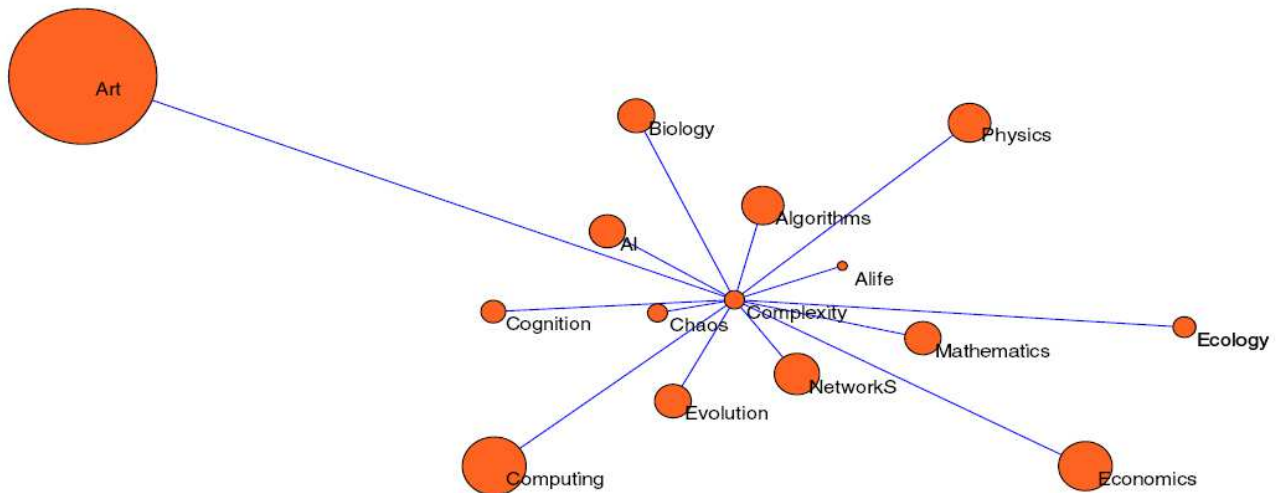 Art
Biology
Physics
Algorithms
AI
Alife
Complexity
Cognition
Chaos
Ecology
Mathematics
NetworkS
Evolution
Computing
Economics